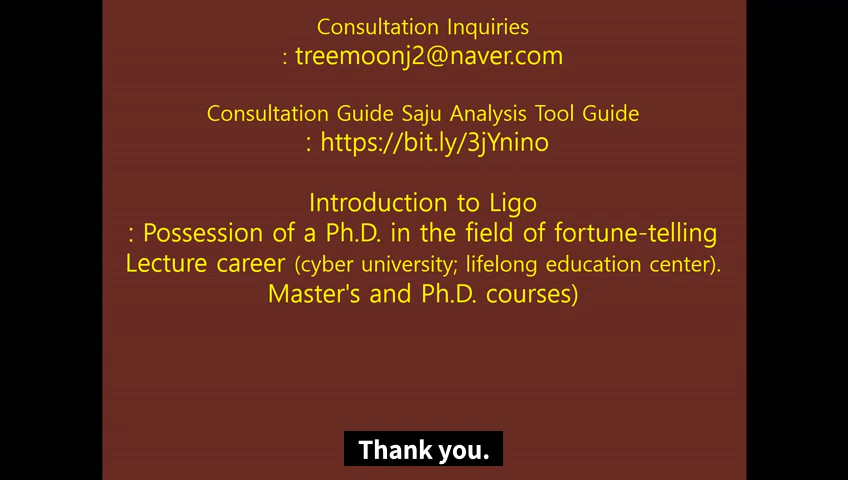 Consultation Inquiries
: treemoonj2@naver.com
Consultation Guide Saju Analysis Tool Guide
: https://bit.ly/3jYnino
Introduction to Ligo
: Possession of a Ph.D. in the field of fortune-telling
Lecture career (cyber university; lifelong education center).
Master's and Ph.D. courses)
Thank you.